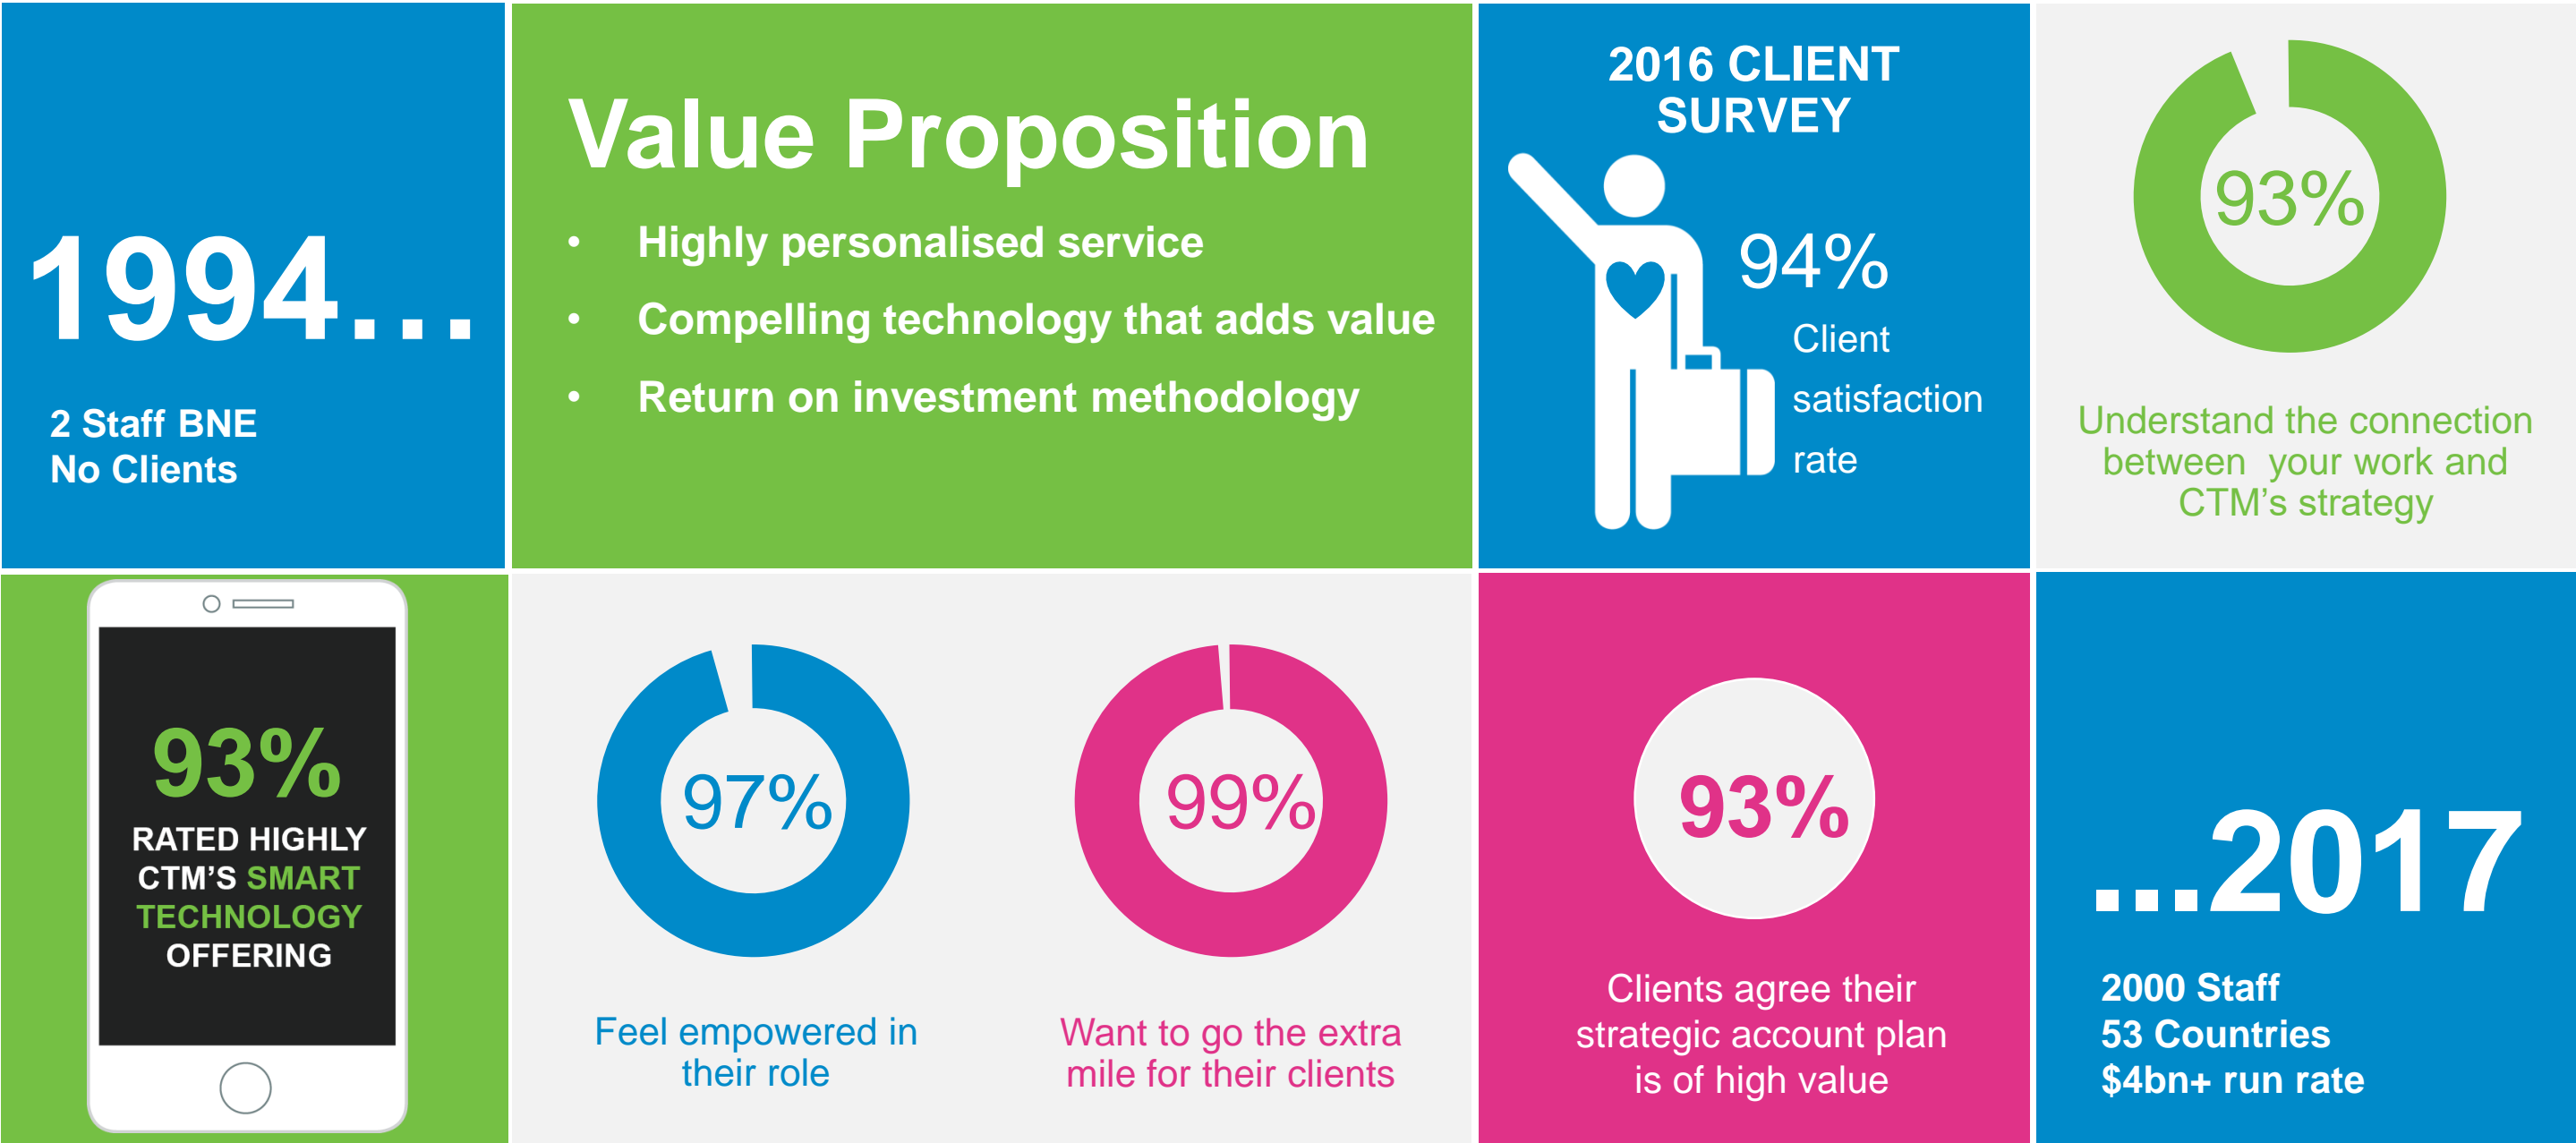 1994...
2 Staff BNE
No Clients
Value Proposition
• Highly personalised service
• Compelling technology that adds value
• Return on investment methodology
2016 CLIENT
SURVEY
94%
Client
satisfaction
rate
93%
Understand the connection
between your work and
CTM’s strategy
93%
RATED HIGHLY
CTM’S SMART
TECHNOLOGY
OFFERING
97%
Feel empowered in
their role
99%
Want to go the extra
mile for their clients
93%
Clients agree their
strategic account plan
is of high value
...2017
2000 Staff
53 Countries
$4bn+ run rate